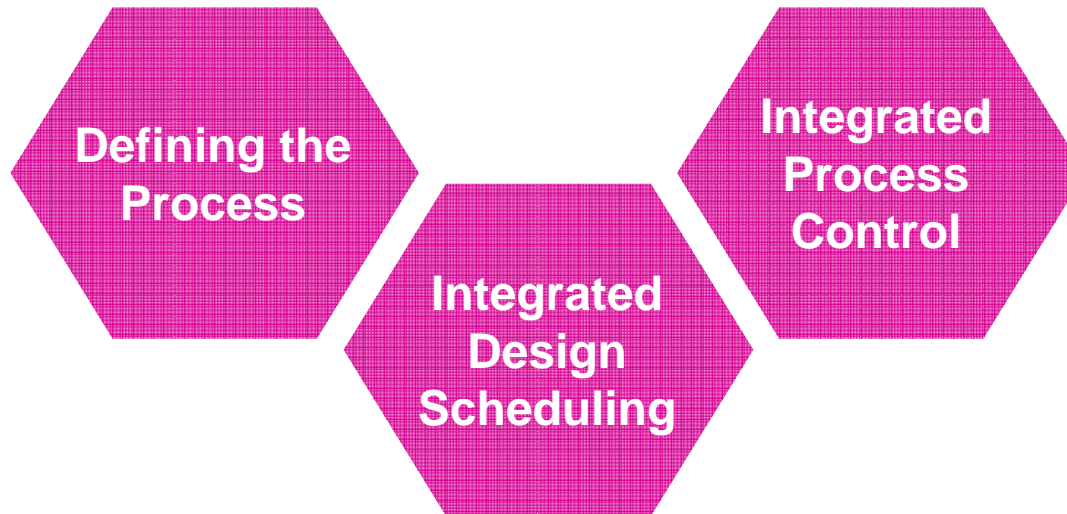 Defining the
Process
Integrated
Design
Scheduling
Integrated
Process
Control